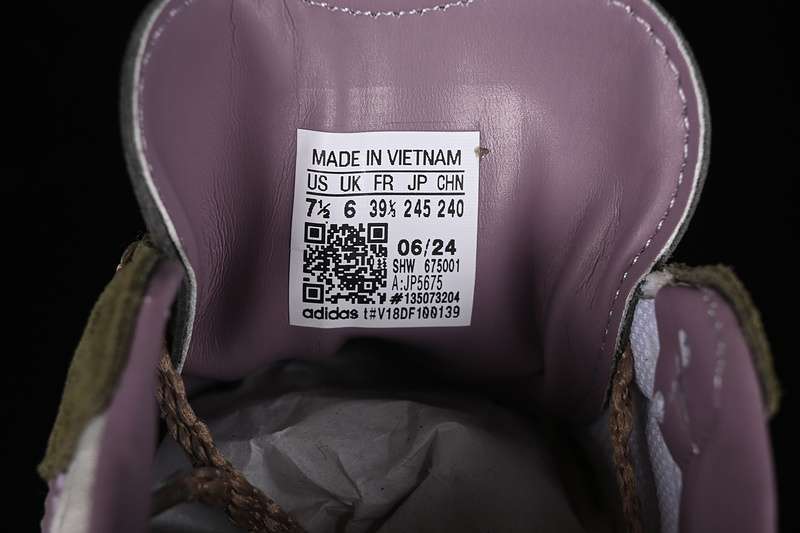 MADE IN VIETNAM
US UK FR JP CHN
7½ 6 39⅓ 245 240
06/24
SHW 675001
A:JP5675
#135073204
adidas t#V18DF100139